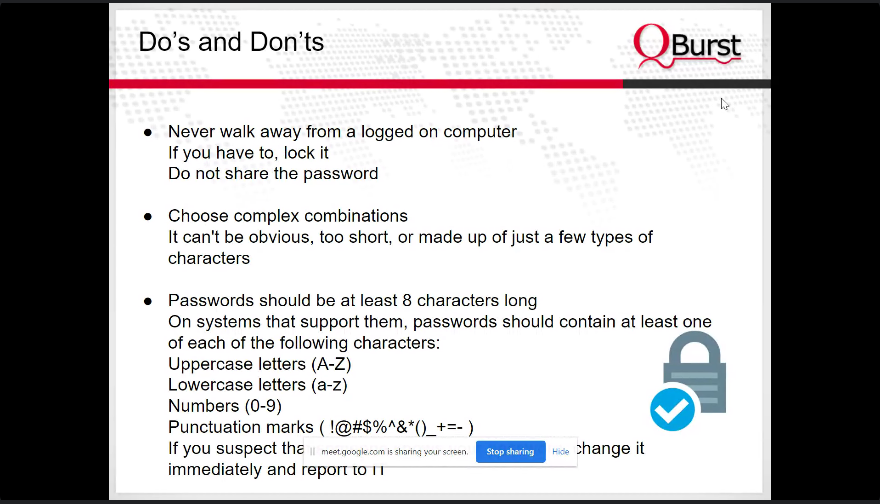 Do's and Don'ts
QBurst
Never walk away from a logged on computer
If you have to, lock it
Do not share the password
Choose complex combinations
It can't be obvious, too short, or made up of just a few types of
characters
Passwords should be at least 8 characters long
On systems that support them, passwords should contain at least one
of each of the following characters:
Uppercase letters (A-Z)
Lowercase letters (a-z)
Numbers (0-9)
Punctuation marks ( !@#$%^&*()_+=- )
If you suspect change it
meet.google.com is sharing your screen. Stop sharing Hide
immediately and report to IT